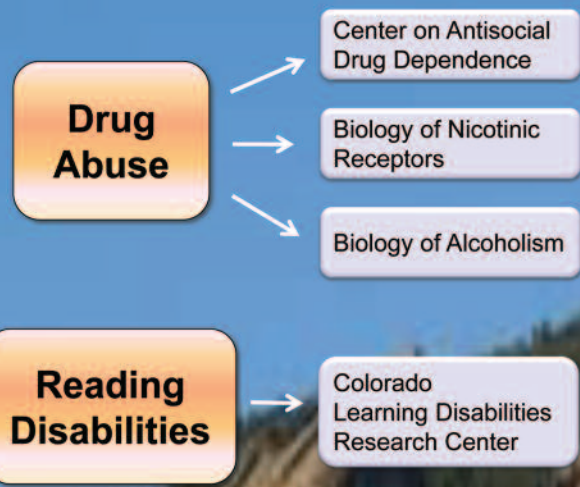 Drug
Abuse
Center on Antisocial
Drug Dependence
Biology of Nicotinic
Receptors
Biology of Alcoholism
Reading
Disabilities
Colorado
Learning Disabilities
Research Center